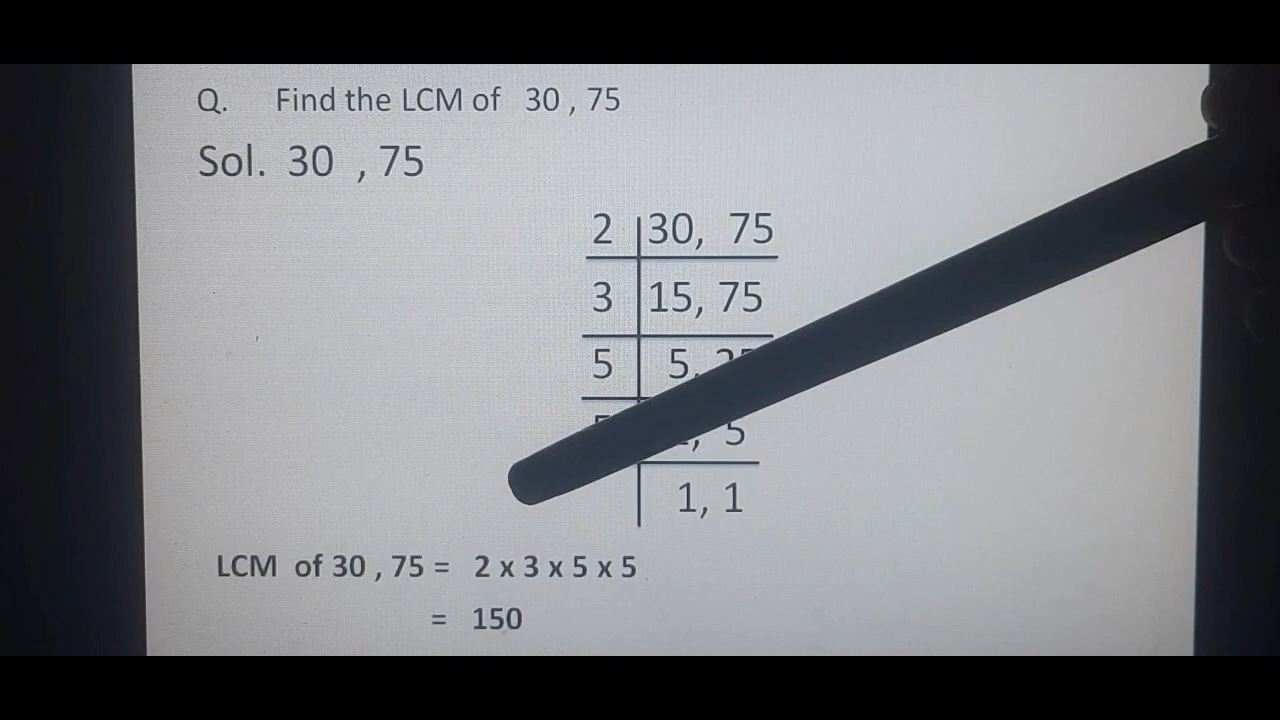 Q. Find the LCM of 30 , 75
Sol. 30 , 75
2 30, 75
3 15, 75
5 5,
, 5
1, 1
LCM of 30 , 75 = 2 x 3 x 5 x 5
= 150